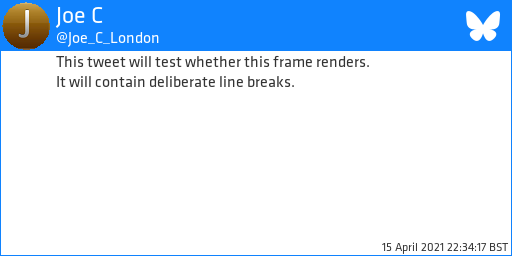 J
Joe C
@Joe_C_London
This tweet will test whether this frame renders.
It will contain deliberate line breaks.
15 April 2021 22:34:17 BST